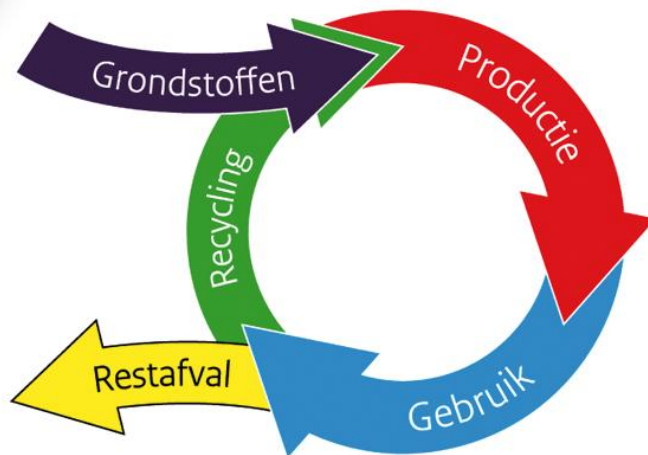 Grondstoffen
Productie
Gebruik
Recycling
Restafval